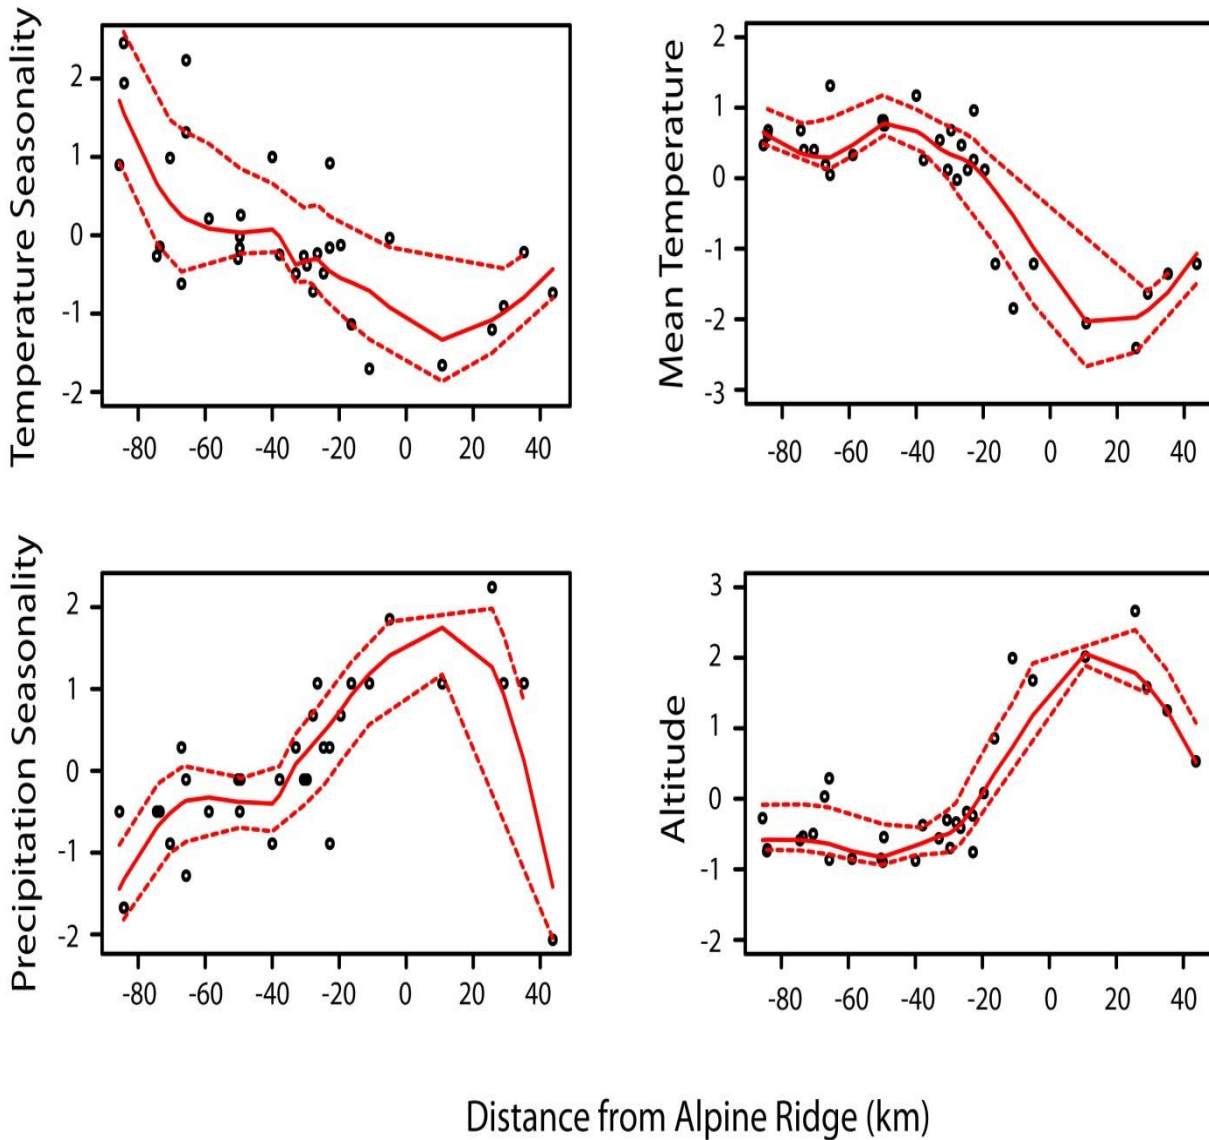 Temperature Seasonality
2
1
0
-1
-2
-80 -60 -40 -20 0 20 40
Mean Temperature
2
1
0
-1
-2
-3
-80 -60 -40 -20 0 20 40
Precipitation Seasonality
2
1
0
-1
-2
-80 -60 -40 -20 0 20 40
Altitude
3
2
1
0
-1
-2
-80 -60 -40 -20 0 20 40
Distance from Alpine Ridge (km)